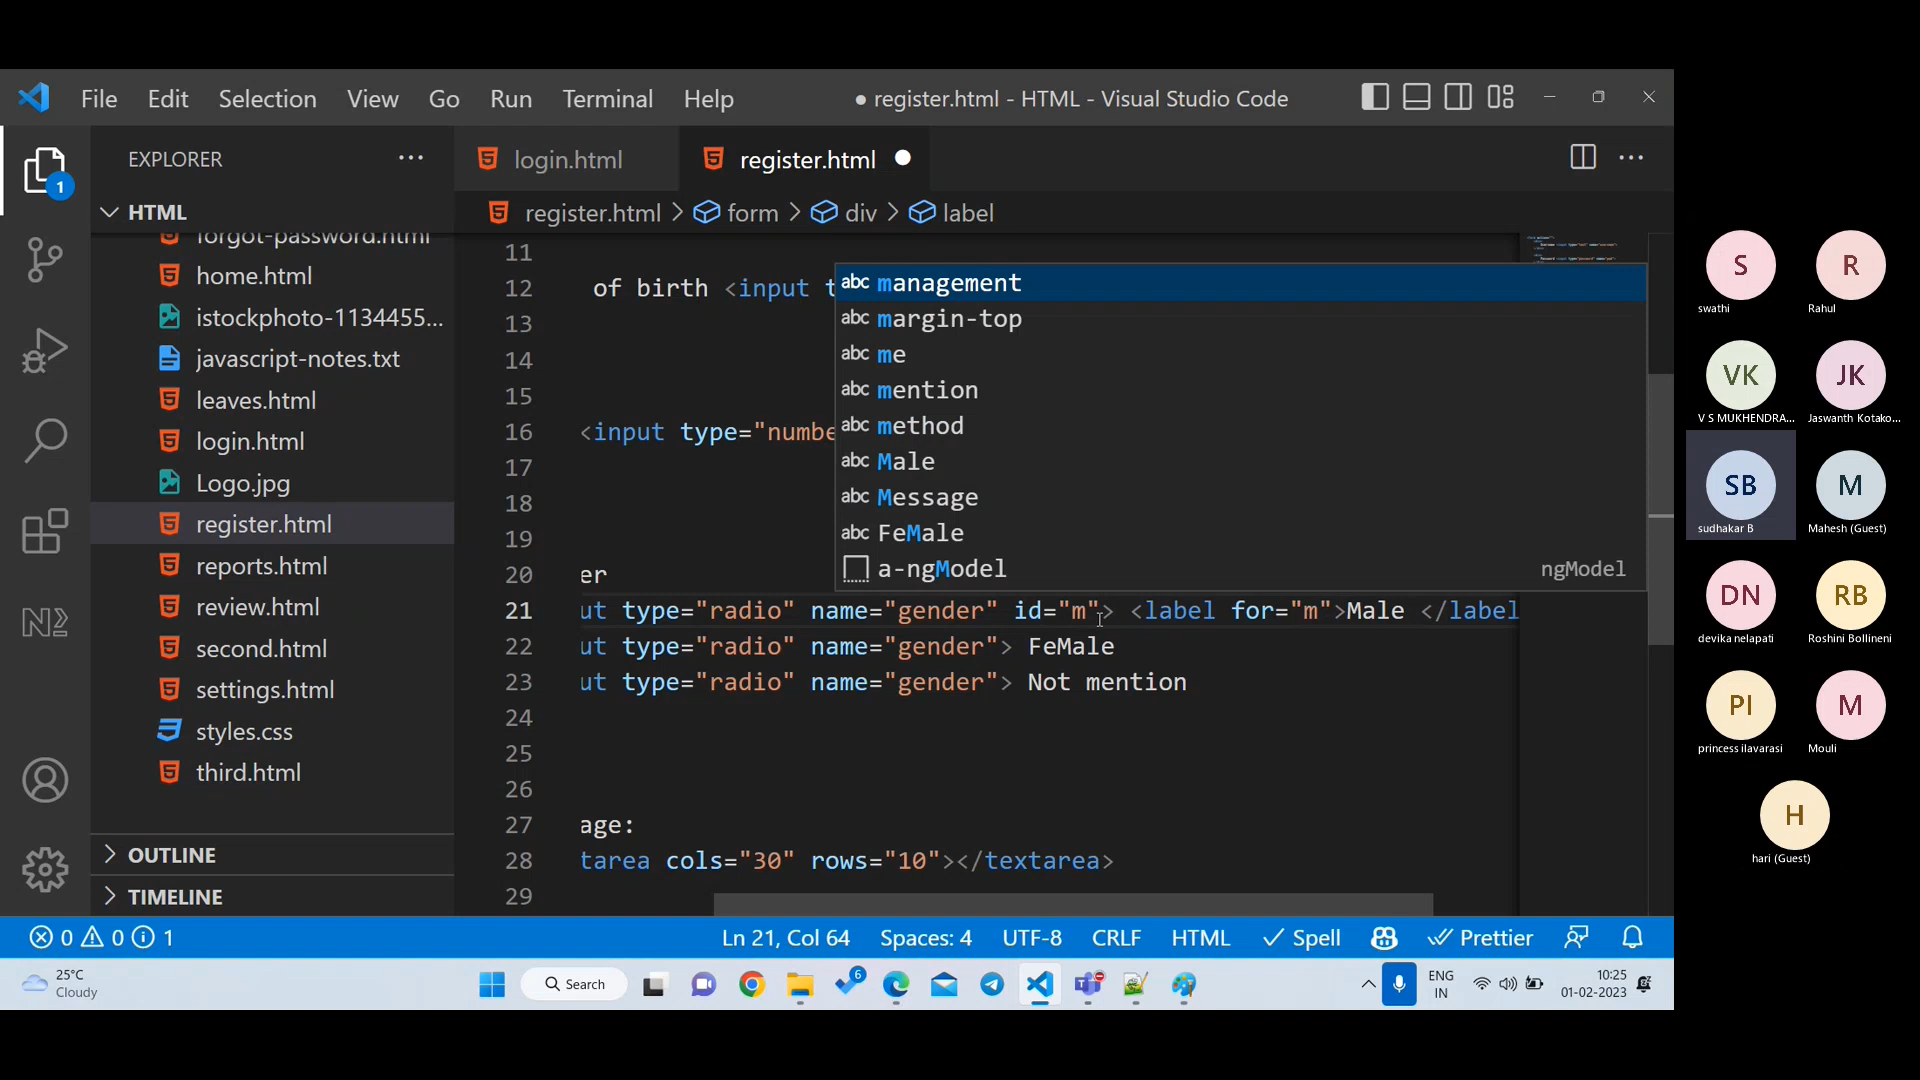 File Edit Selection View Go Run Terminal Help
● register.html - HTML - Visual Studio Code
EXPLORER
login.html
register.html
HTML
register.html > form > div > label
forgot-password.html
home.html
istockphoto-1134455...
javascript-notes.txt
leaves.html
login.html
Logo.jpg
register.html
reports.html
review.html
second.html
settings.html
styles.css
third.html
OUTLINE
TIMELINE
1
11
12 of birth <input t
13
14
15
16 <input type="numbe
17
18
19
20 er
21 ut type="radio" name="gender" id="m"> <label for="m">Male </label
22 ut type="radio" name="gender"> FeMale
23 ut type="radio" name="gender"> Not mention
24
25
26
27 age:
28 tarea cols="30" rows="10"></textarea>
29
abc management
abc margin-top
abc me
abc mention
abc method
abc Male
abc Message
abc FeMale
a-ngModel ngModel
0 0 1
Ln 21, Col 64 Spaces: 4 UTF-8 CRLF HTML Spell Prettier
25°C
Cloudy
Search
6
ENG
IN
10:25
01-02-2023
S
swathi
R
Rahul
VK
V S MUKHENDRA...
JK
Jaswanth Kotako...
SB
sudhakar B
M
Mahesh (Guest)
DN
devika nelapati
RB
Roshini Bollineni
PI
princess ilavarasi
M
Mouli
H
hari (Guest)